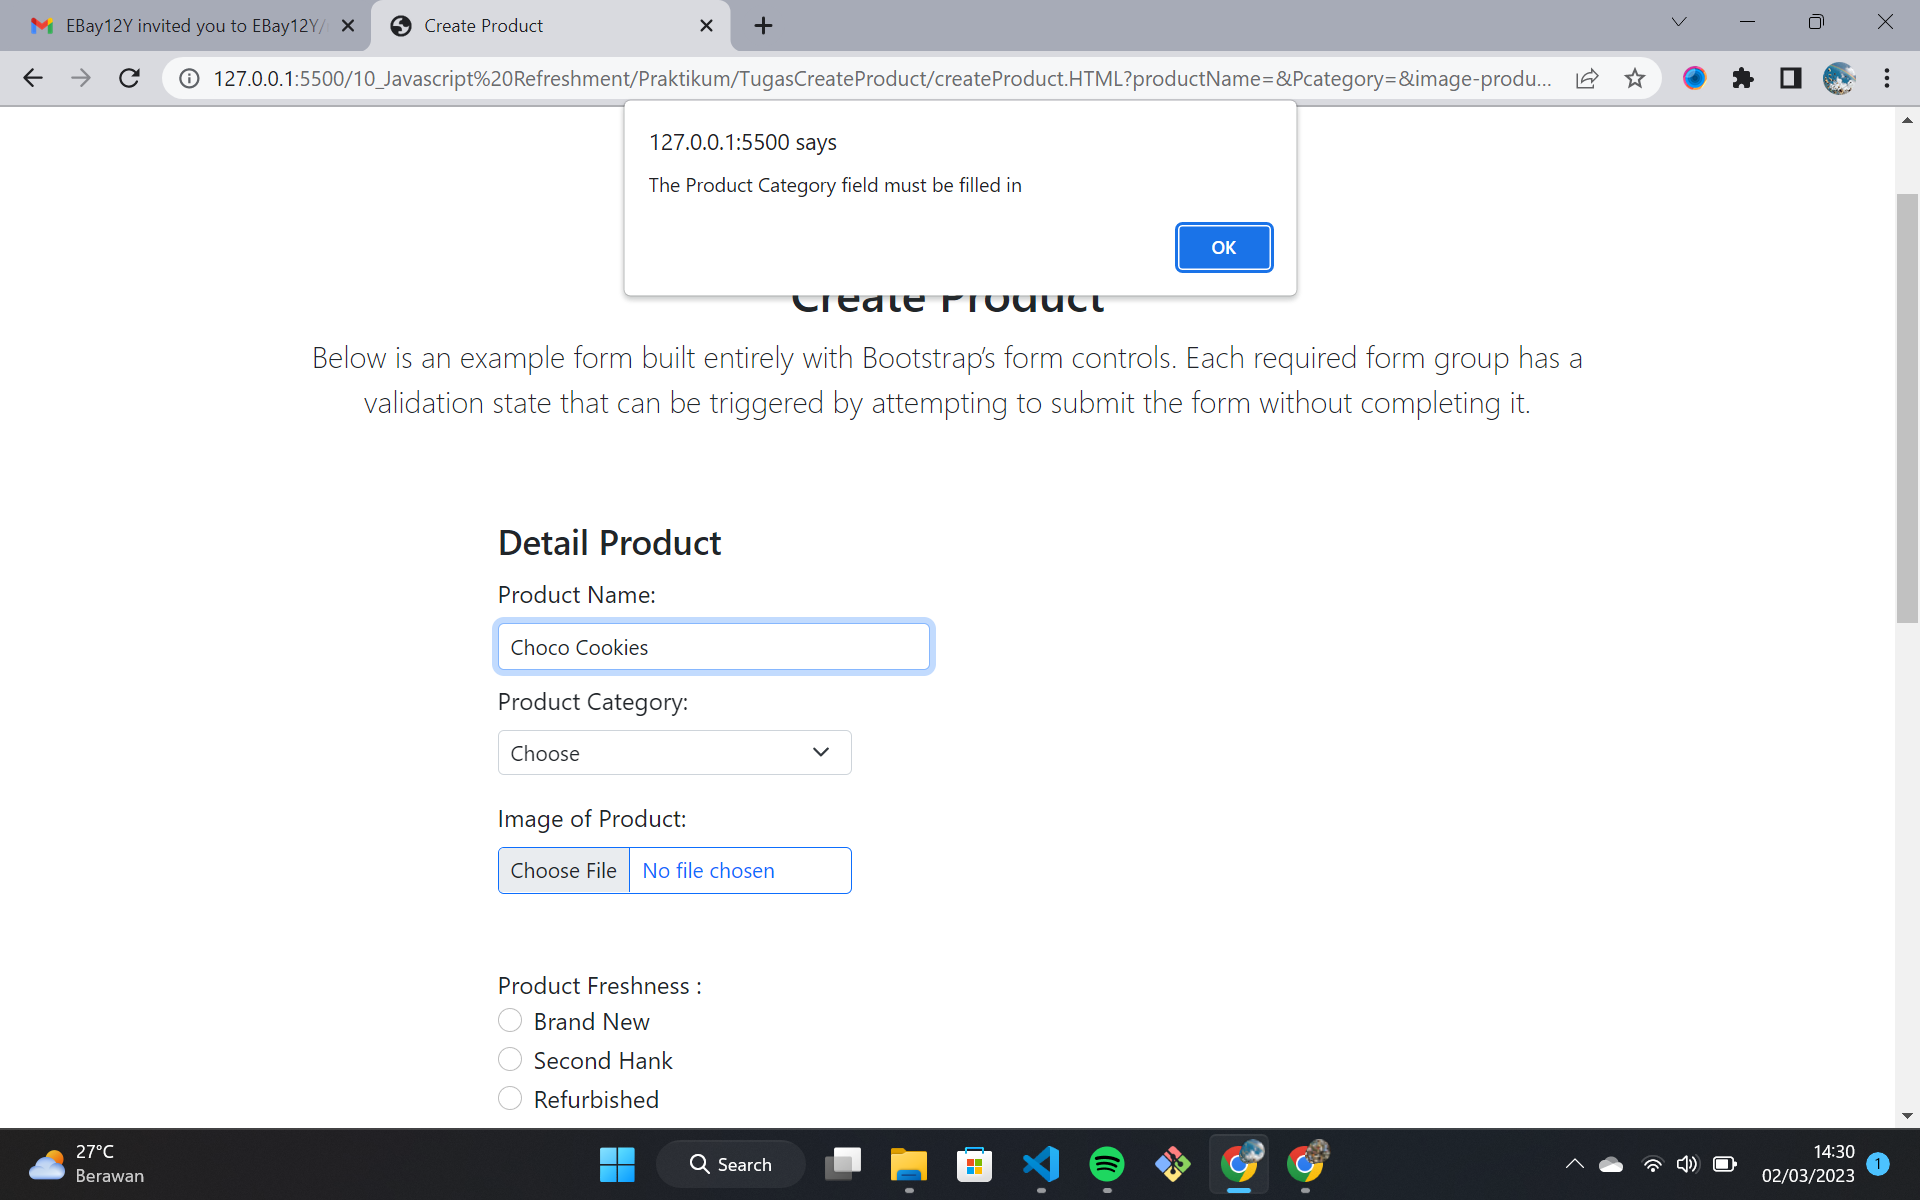 EBay12Y invited you to EBay12Y/
Create Product
127.0.0.1:5500/10_Javascript%20Refreshment/Praktikum/TugasCreateProduct/createProduct.HTML?productName=&Pcategory=&image-produ...
127.0.0.1:5500 says
The Product Category field must be filled in
OK
Create Product
Below is an example form built entirely with Bootstrap’s form controls. Each required form group has a
validation state that can be triggered by attempting to submit the form without completing it.
Detail Product
Product Name:
Choco Cookies
Product Category:
Choose
Image of Product:
Choose File No file chosen
Product Freshness :
Brand New
Second Hank
Refurbished
27°C
Berawan
Search
14:30
02/03/2023
1